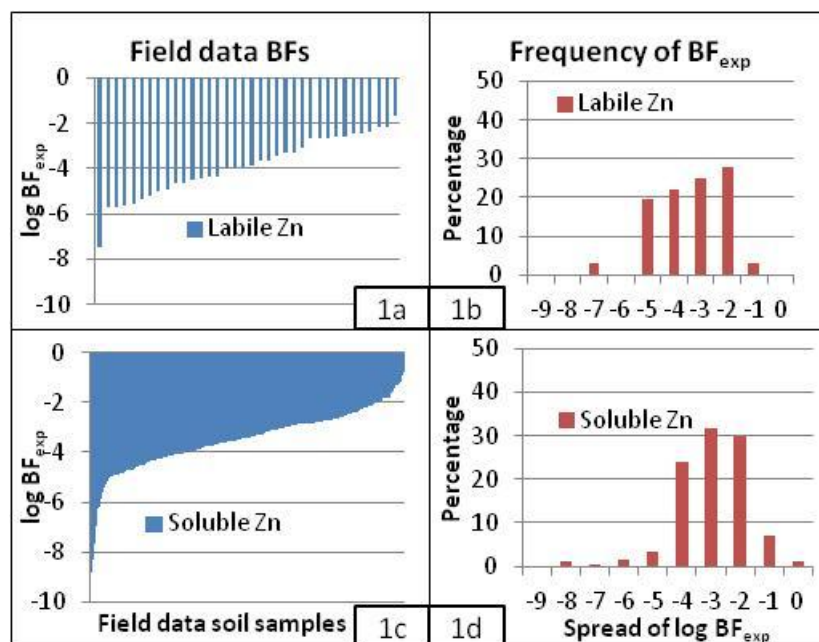 Field data BFs
0
-2
-4
-6
-8
-10
log BFexp
Labile Zn
1a
Frequency of BFexp
50
40
30
20
10
0
Percentage
Labile Zn
-9 -8 -7 -6 -5 -4 -3 -2 -1 0
1b
0
-2
-4
-6
-8
-10
log BFexp
Soluble Zn
Field data soil samples
1c
50
40
30
20
10
0
Percentage
Soluble Zn
-9 -8 -7 -6 -5 -4 -3 -2 -1 0
1d
Spread of log BFexp